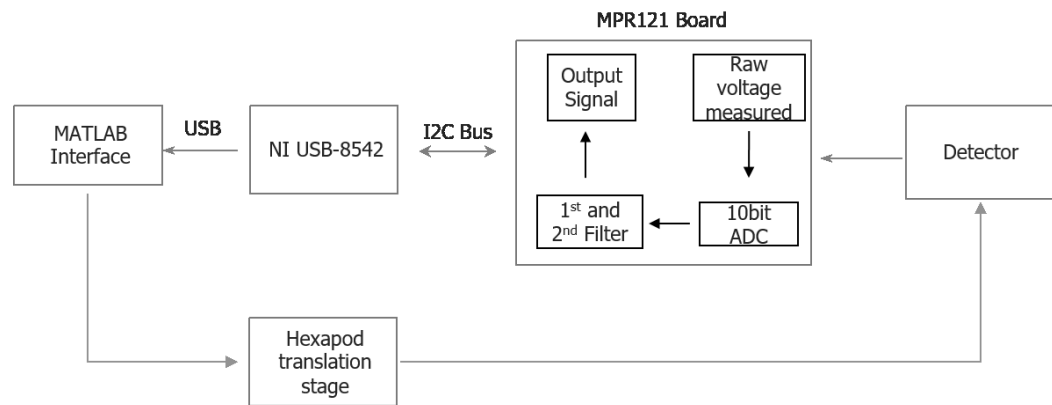 MPR121 Board
Output
Signal
Raw
voltage
measured
MATLAB
Interface
USB
NI USB-8542
I2C Bus
Detector
1st and
2nd Filter
10bit
ADC
Hexapod
translation
stage